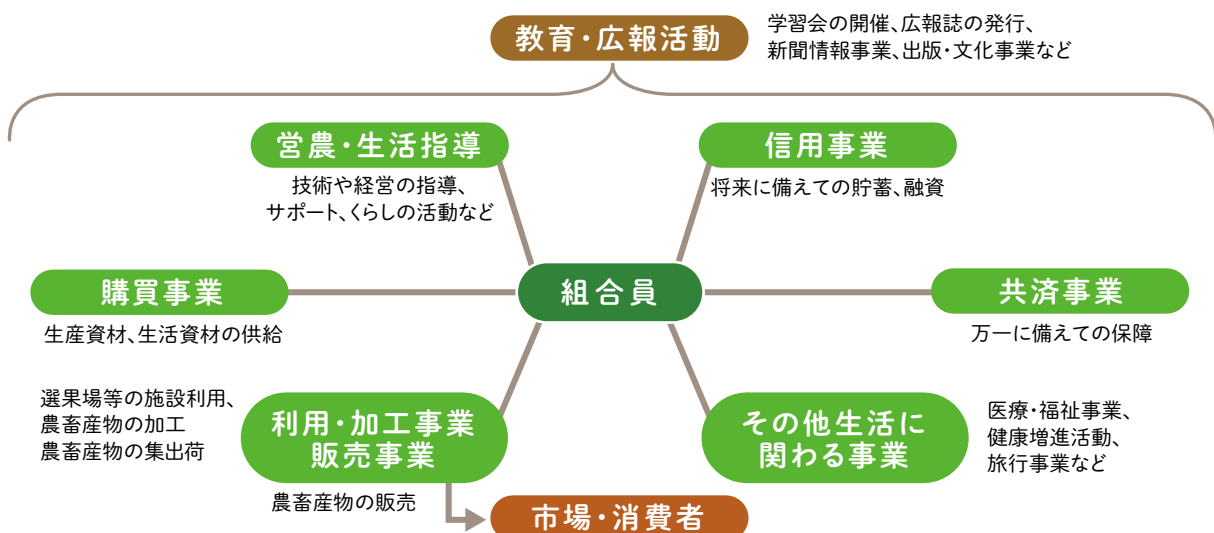 教育・広報活動
学習会の開催、広報誌の発行、
新聞情報事業、出版・文化事業など
営農・生活指導
技術や経営の指導、
サポート、くらしの活動など
信用事業
将来に備えての貯蓄、融資
購買事業
生産資材、生活資材の供給
組合員
共済事業
万一に備えての保障
選果場等の施設利用、
農畜産物の加工
農畜産物の集出荷
利用・加工事業
販売事業
農畜産物の販売
その他生活に
関わる事業
医療・福祉事業、
健康増進活動、
旅行事業など
市場・消費者